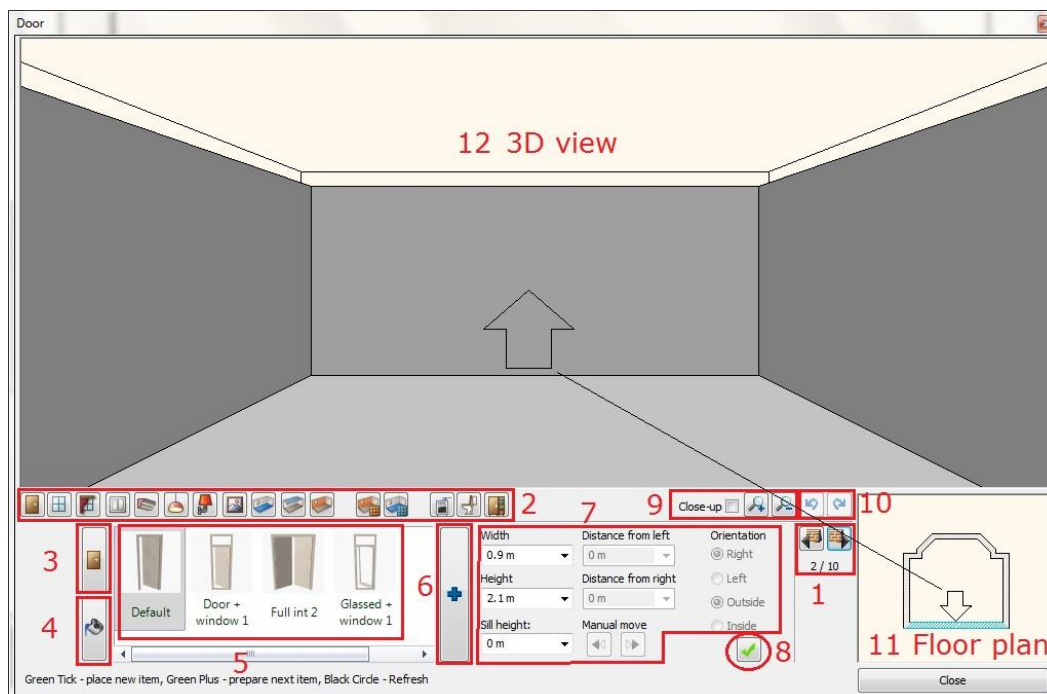 Door
12 3D view
2
7
9
Close-up
10
3
4
Default
Door +
window 1
Full int 2
Glassed +
window 1
5
6
Width
0.9 m
Height
2.1 m
Sill height:
0 m
Distance from left
0 m
Distance from right
0 m
Manual move
Orientation
Right
Left
Outside
Inside
8
2 / 10
1
11 Floor plan
Green Tick - place new item, Green Plus - prepare next item, Black Circle - Refresh
Close